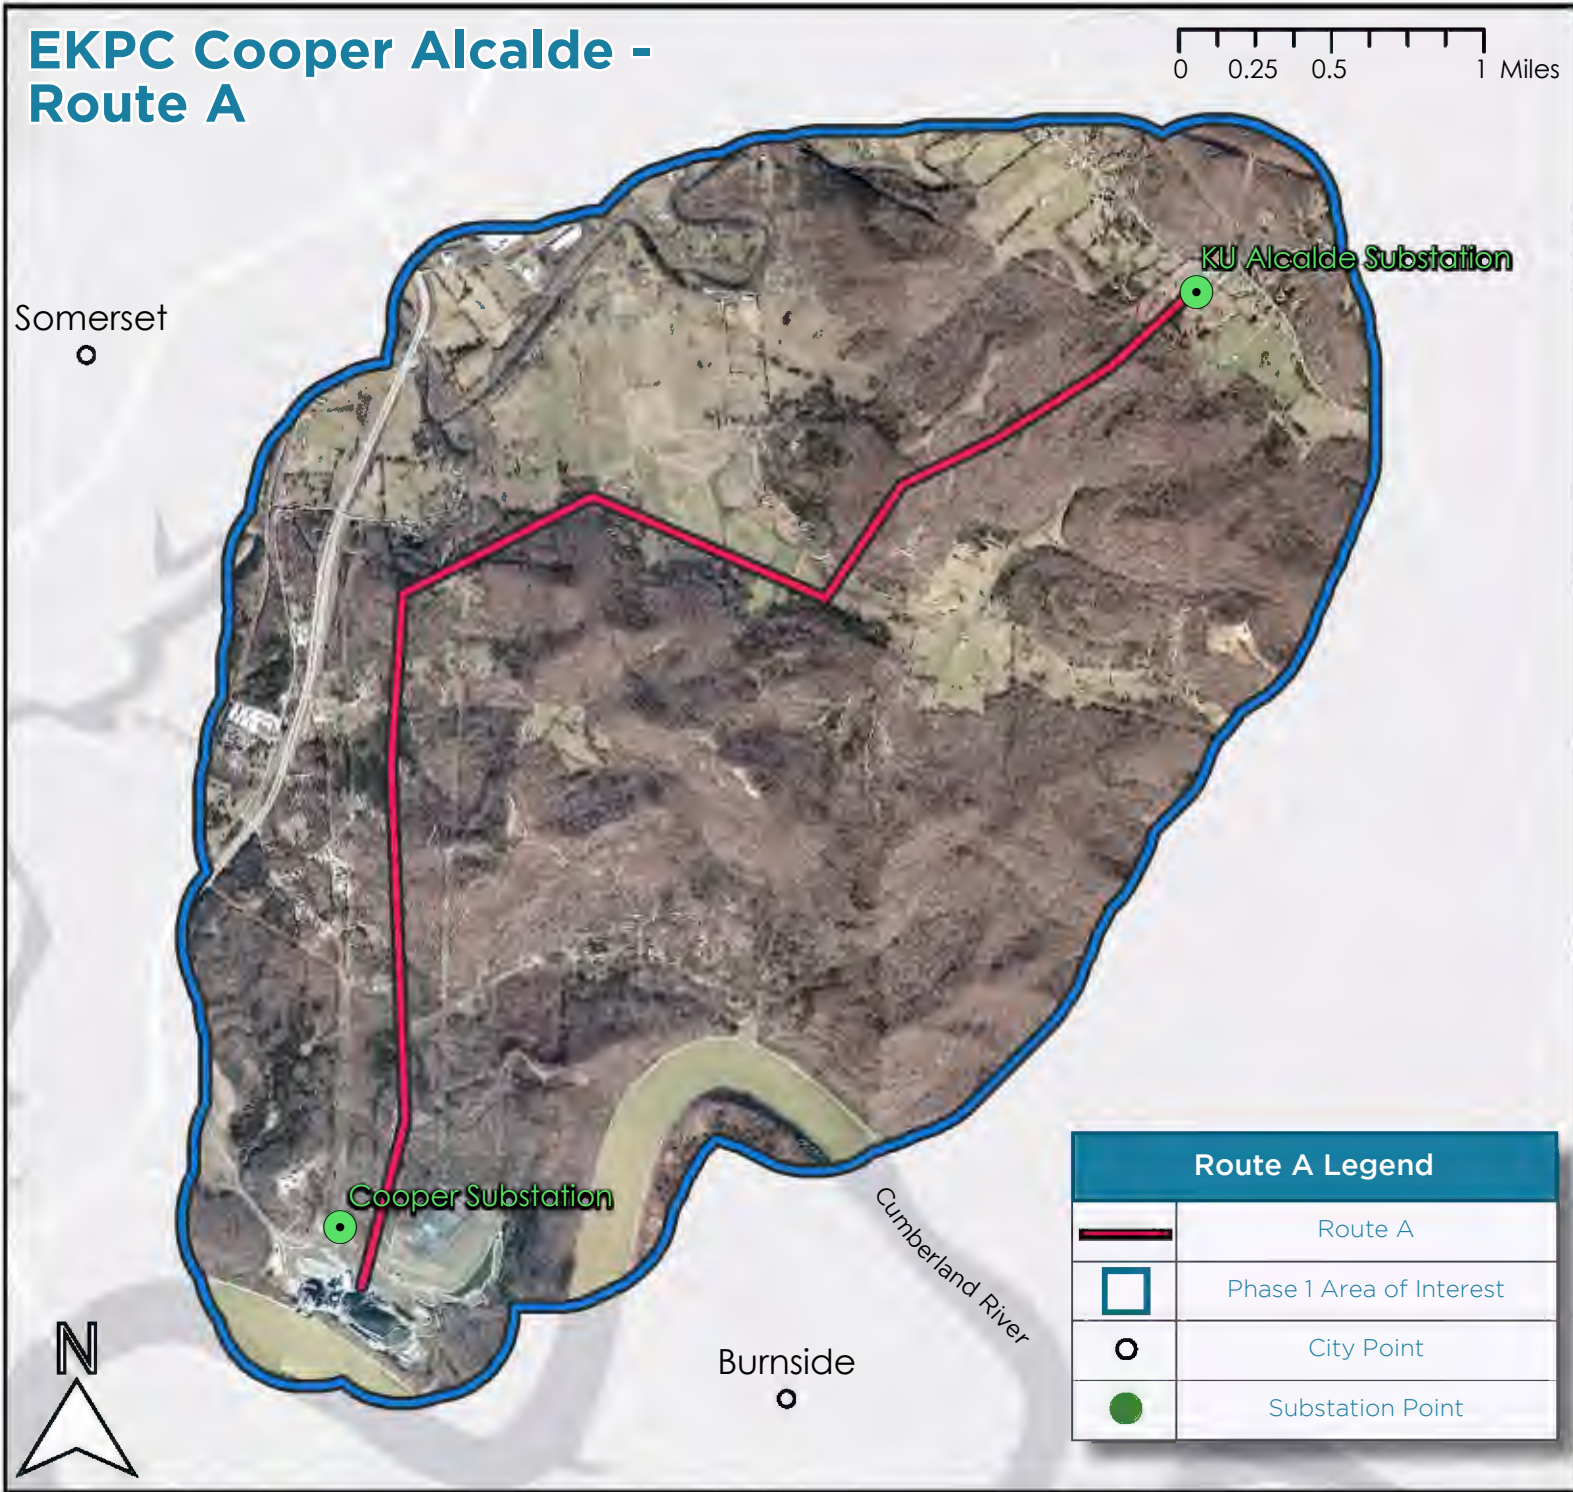 EKPC Cooper Alcalde -
Route A
0 0.25 0.5 1 Miles
KU Alcalde Substation
Somerset
Cooper Substation
Cumberland River
Burnside
N
Route A Legend
Route A
Phase 1 Area of Interest
City Point
Substation Point